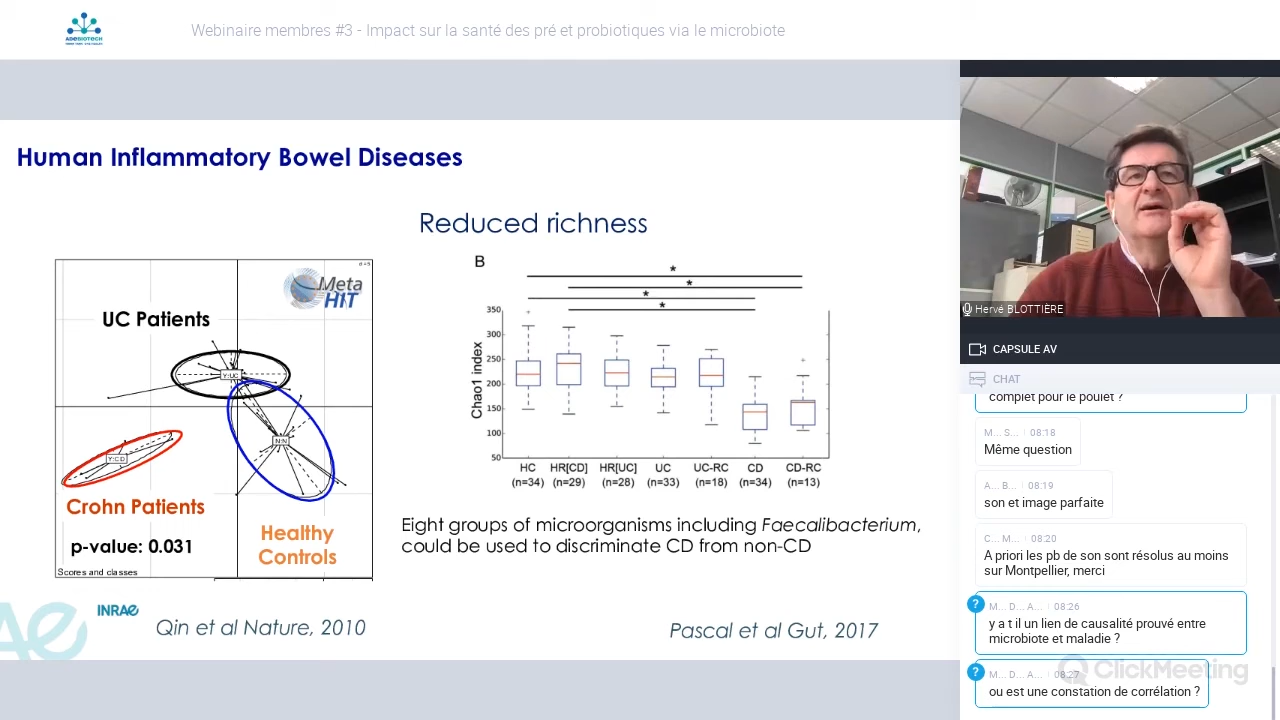 ADEBIOTECH
Webinaire membres #3 - Impact sur la santé des pré et probiotiques via le microbiote
Human Inflammatory Bowel Diseases
Reduced richness
d = 5
Meta
HIT
UC Patients
Y:UC
N:N
Y:CD
Crohn Patients
p-value: 0.031
Healthy
Controls
Scores and classes
B
*
*
*
*
Chao1 index
350
300
250
200
150
100
50
HC HR[CD] HR[UC] UC UC-RC CD CD-RC
(n=34) (n=29) (n=28) (n=33) (n=18) (n=34) (n=13)
Eight groups of microorganisms including Faecalibacterium,
could be used to discriminate CD from non-CD
INRAE
Qin et al Nature, 2010
Pascal et al Gut, 2017
Hervé BLOTTIÈRE
CAPSULE AV
CHAT
complet pour le poulet ?
M... S... 08:18
Même question
A... B... 08:19
son et image parfaite
C... M... 08:20
A priori les pb de son sont résolus au moins
sur Montpellier, merci
?
M... D... A... 08:26
y a t il un lien de causalité prouvé entre
microbiote et maladie ?
ClickMeeting
?
M... D... A... 08:27
ou est une constation de corrélation ?